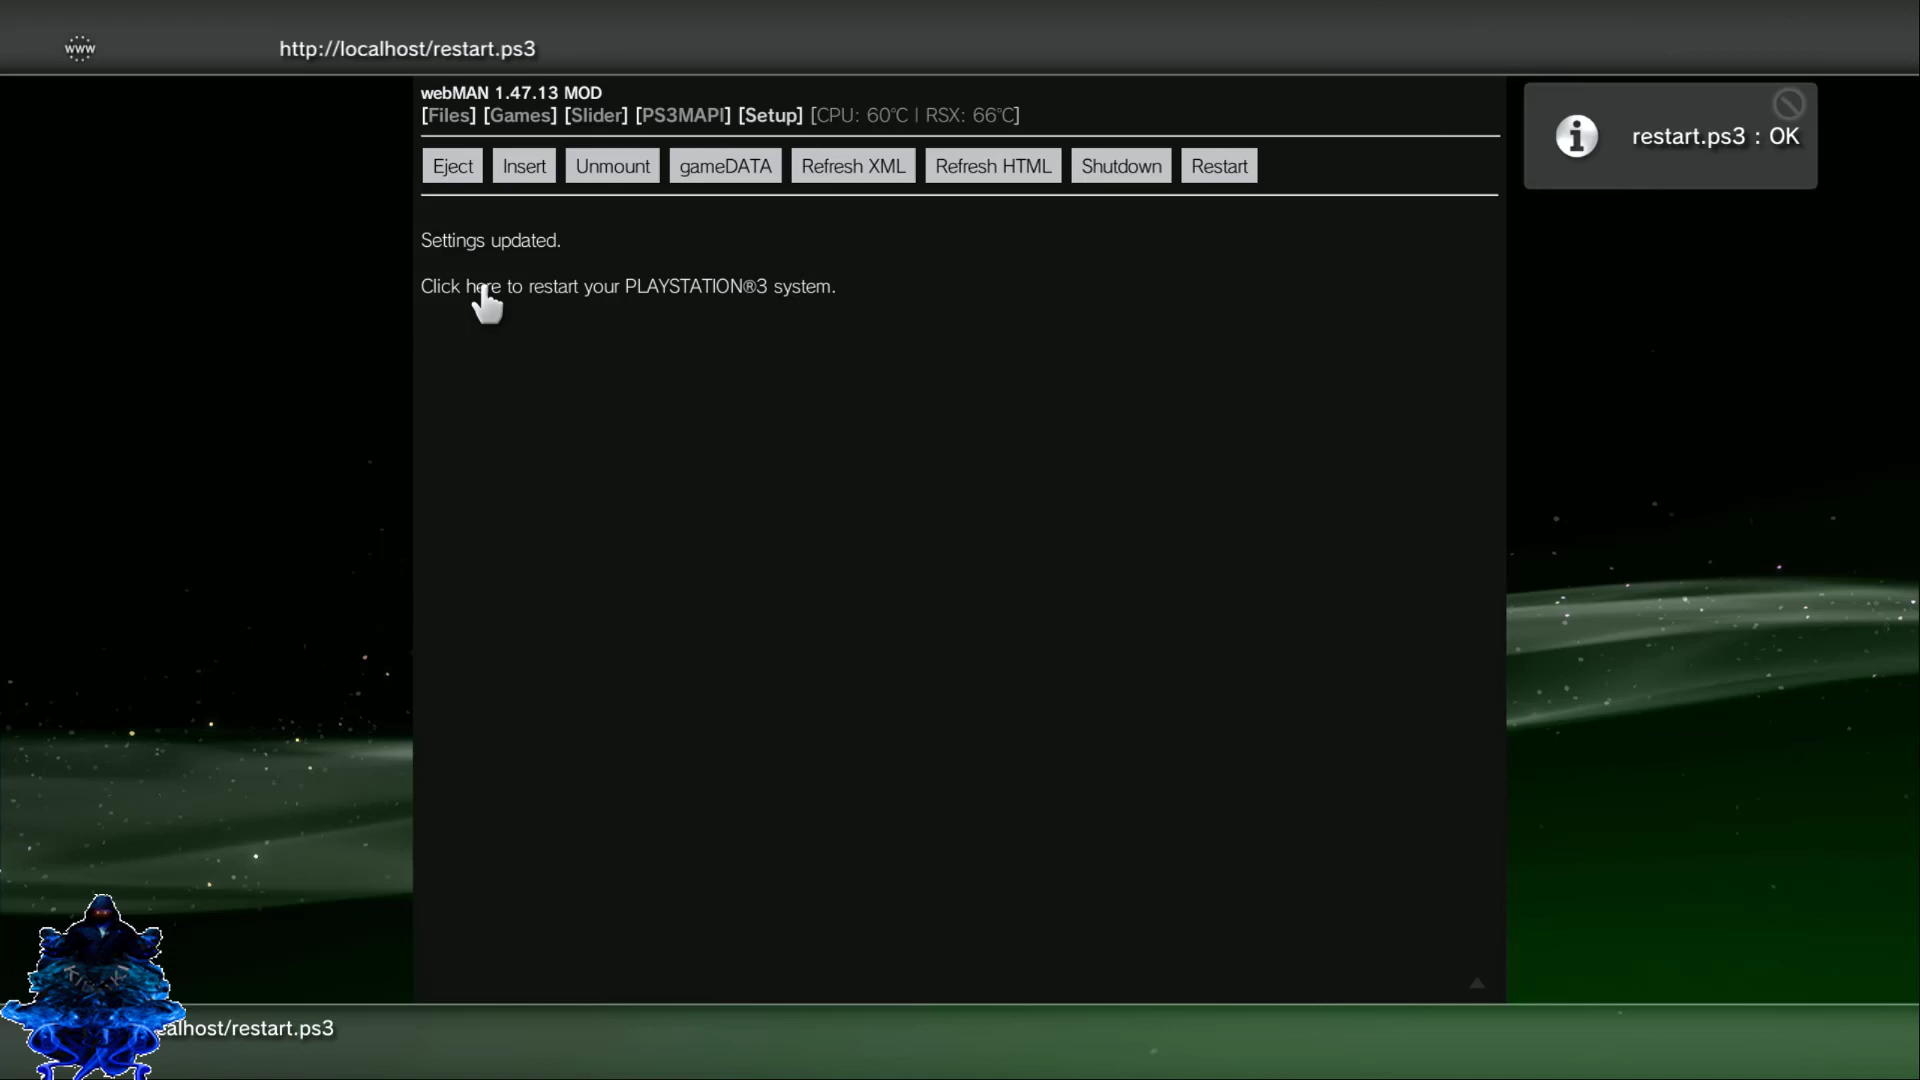 www
http://localhost/restart.ps3
webMAN 1.47.13 MOD
[Files] [Games] [Slider] [PS3MAPI] [Setup] [CPU: 60°C | RSX: 66°C]
Eject Insert Unmount gameDATA Refresh XML Refresh HTML Shutdown Restart
restart.ps3 : OK
Settings updated.
Click here to restart your PLAYSTATION®3 system.
calhost/restart.ps3